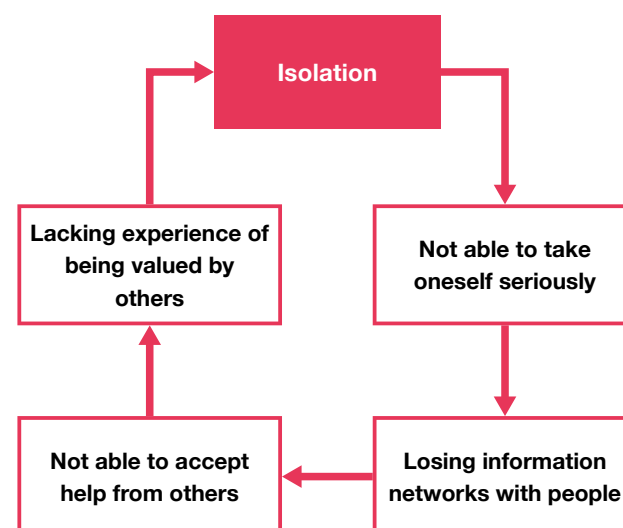 Isolation
Lacking experience of
being valued by
others
Not able to take
oneself seriously
Not able to accept
help from others
Losing information
networks with people